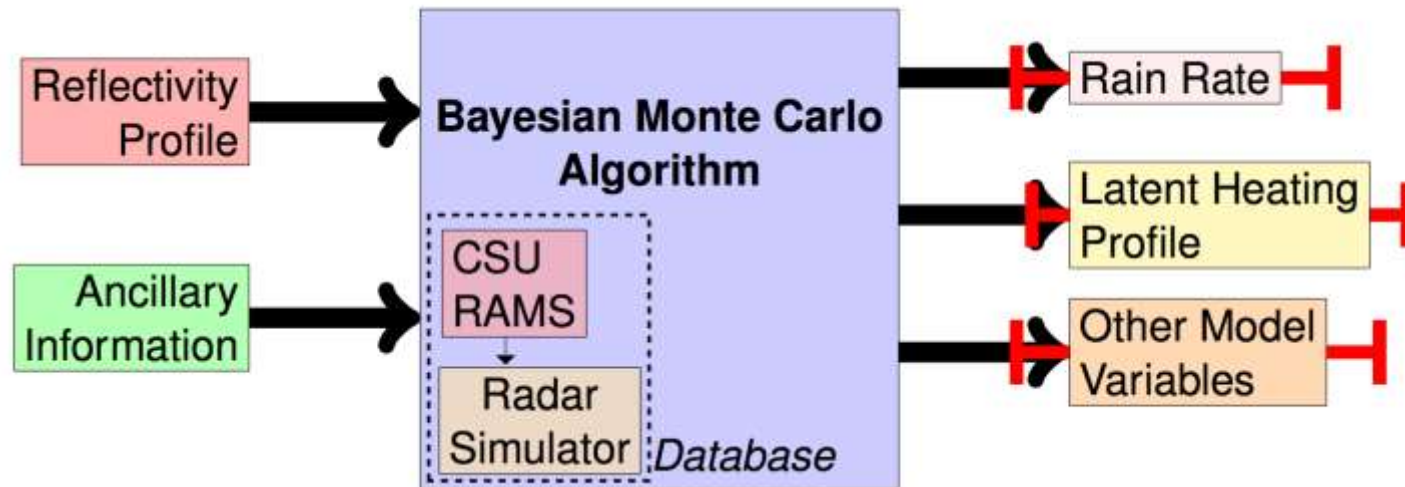 Reflectivity
Profile
Ancillary
Information
Bayesian Monte Carlo
Algorithm
CSU
RAMS
Radar
Simulator
Database
Rain Rate
Latent Heating
Profile
Other Model
Variables